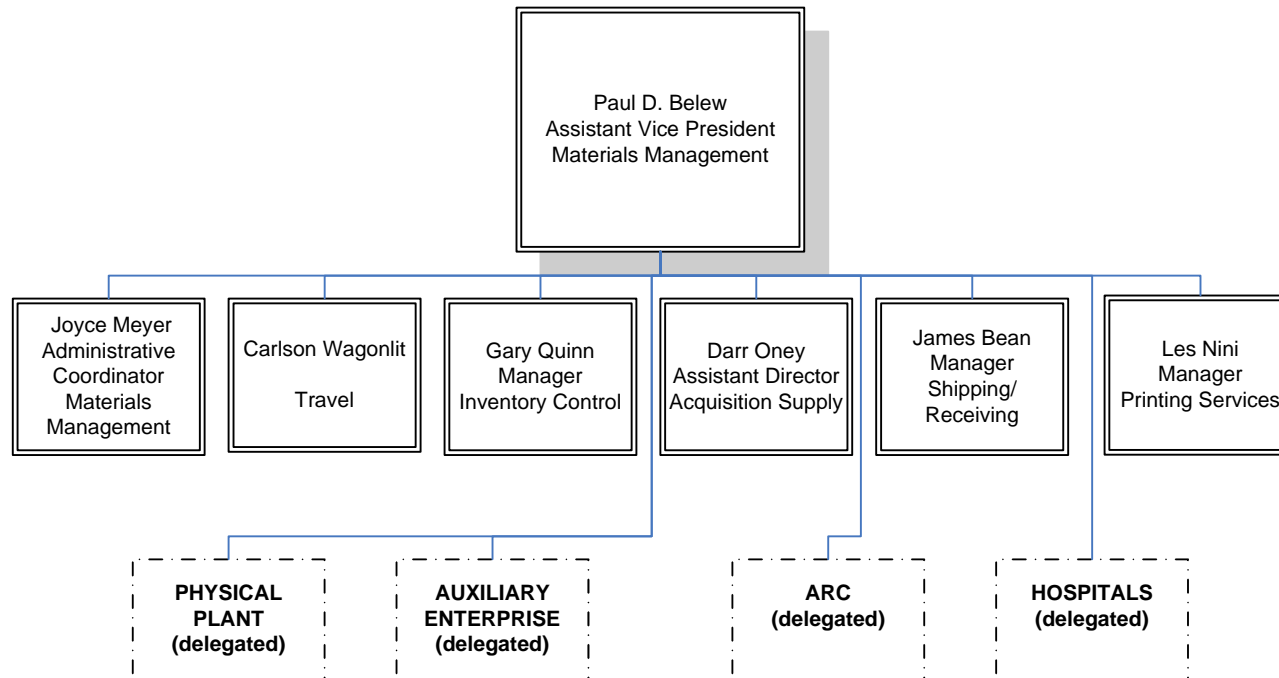 Paul D. Belew
Assistant Vice President
Materials Management
Joyce Meyer
Administrative
Coordinator
Materials
Management
Carlson Wagonlit
Travel
Gary Quinn
Manager
Inventory Control
Darr Oney
Assistant Director
Acquisition Supply
James Bean
Manager
Shipping/
Receiving
Les Nini
Manager
Printing Services
PHYSICAL
PLANT
(delegated)
AUXILIARY
ENTERPRISE
(delegated)
ARC
(delegated)
HOSPITALS
(delegated)